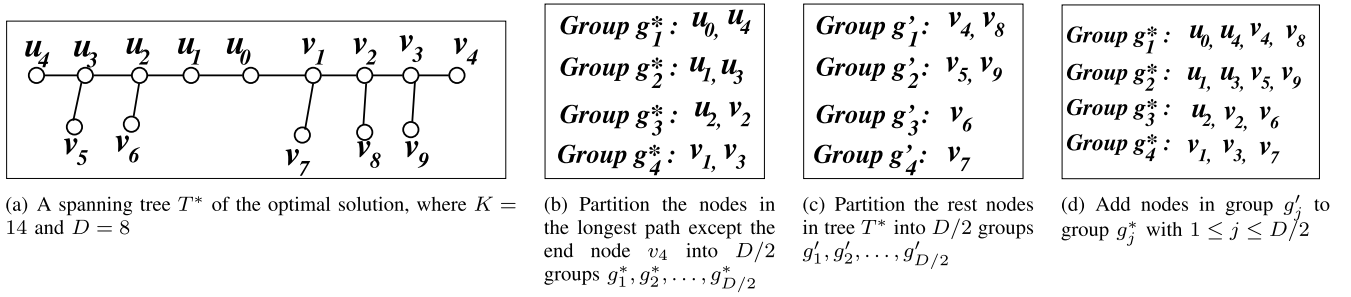 u4 u3 u2 u1 u0 v1 v2 v3 v4
v5 v6 v7 v8 v9
(a) A spanning tree T* of the optimal solution, where K =
14 and D = 8
Group g*1 : u0, u4
Group g*2 : u1, u3
Group g*3 : u2, v2
Group g*4 : v1, v3
(b) Partition the nodes in
the longest path except the
end node v4 into D/2
groups g*1, g*2, . . . , g*D/2
Group g'1: v4, v8
Group g'2: v5, v9
Group g'3: v6
Group g'4: v7
(c) Partition the rest nodes
in tree T* into D/2 groups
g′1, g′2, . . . , g′D/2
Group g*1 : u0, u4, v4, v8
Group g*2 : u1, u3, v5, v9
Group g*3 : u2, v2, v6
Group g*4 : v1, v3, v7
(d) Add nodes in group g′j to
group g*j with 1 ≤ j ≤ D/2